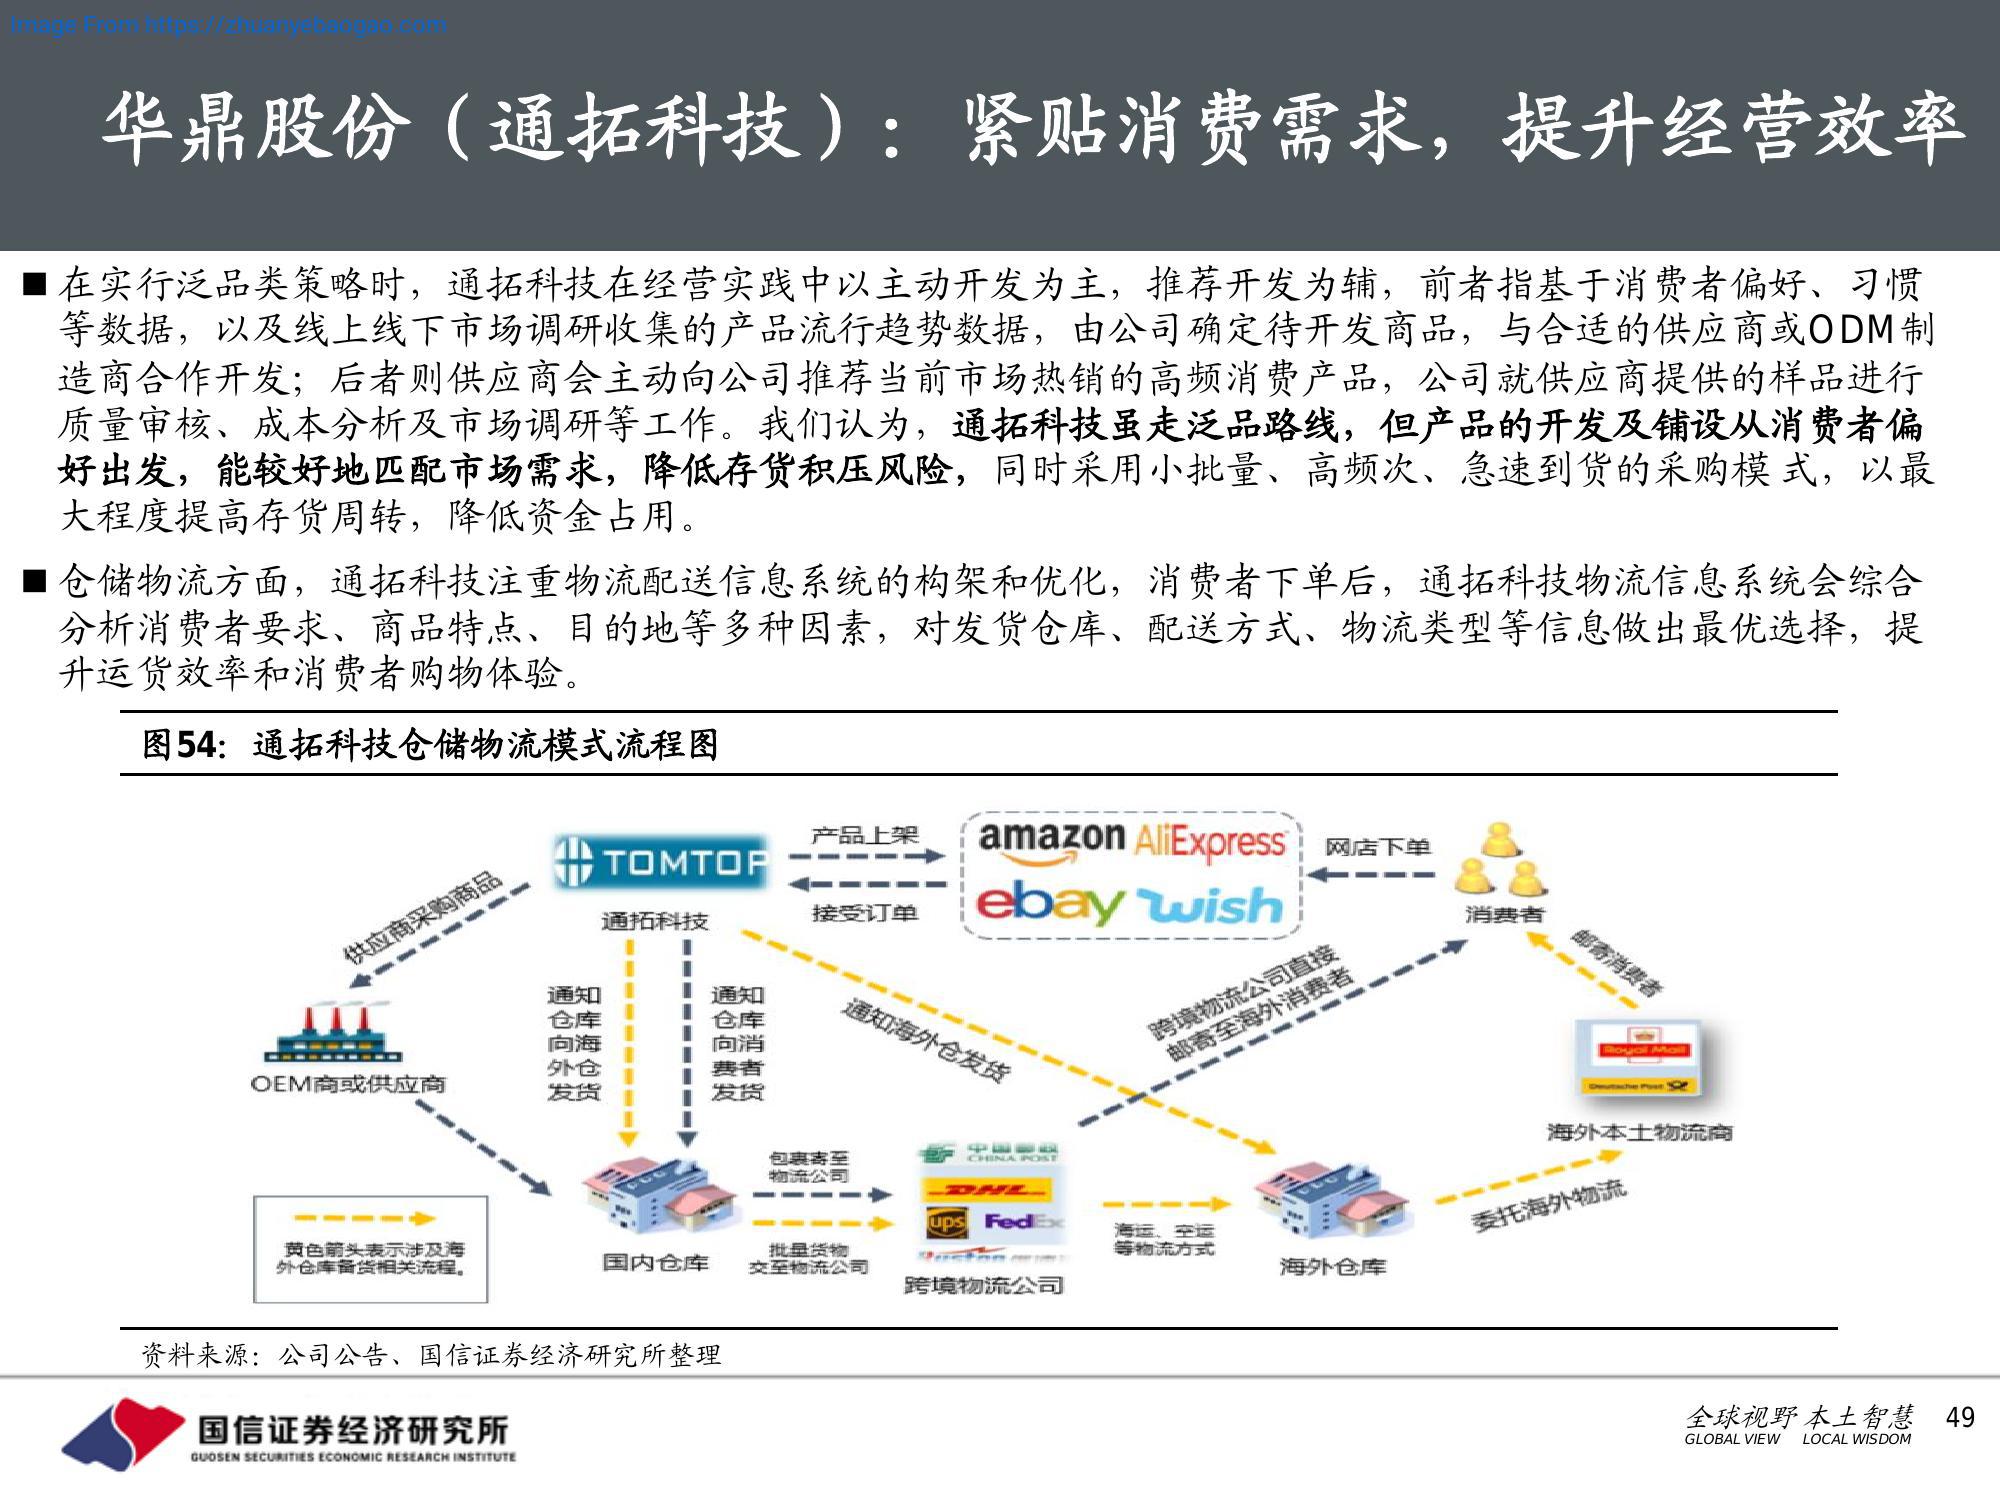 Image From https://zhuanyebaogao.com
华鼎股份（通拓科技）：紧贴消费需求，提升经营效率
■在实行泛品类策略时，通拓科技在经营实践中以主动开发为主，推荐开发为辅，前者指基于消费者偏好、习惯
等数据，以及线上线下市场调研收集的产品流行趋势数据，由公司确定待开发商品，与合适的供应商或ODM制
造商合作开发；后者则供应商会主动向公司推荐当前市场热销的高频消费产品，公司就供应商提供的样品进行
质量审核、成本分析及市场调研等工作。我们认为，通拓科技虽走泛品路线，但产品的开发及铺设从消费者偏
好出发，能较好地匹配市场需求，降低存货积压风险，同时采用小批量、高频次、急速到货的采购模式，以最
大程度提高存货周转，降低资金占用。
■仓储物流方面，通拓科技注重物流配送信息系统的构架和优化，消费者下单后，通拓科技物流信息系统会综合
分析消费者要求、商品特点、目的地等多种因素，对发货仓库、配送方式、物流类型等信息做出最优选择，提
升运货效率和消费者购物体验。
图54：通拓科技仓储物流模式流程图
TOMTOP
通拓科技
产品上架
接受订单
amazon AliExpress
ebay wish
网店下单
消费者
供应商采购商品
OEM商或供应商
通知
仓库
向海
外仓
发货
通知
仓库
向消
费者
发货
通知海外仓发货
跨境物流公司直接
邮寄至海外消费者
邮寄消费者
Royal Mail
Deutsche Post
海外本土物流商
委托海外物流
国内仓库
包裹寄至
物流公司
批量货物
交至物流公司
中国邮政
CHINA POST
DHL
ups FedEx
跨境物流公司
海运、空运
等物流方式
海外仓库
黄色箭头表示涉及海
外仓库备货相关流程。
资料来源：公司公告、国信证券经济研究所整理
国信证券经济研究所
GUOSEN SECURITIES ECONOMIC RESEARCH INSTITUTE
全球视野 本土智慧
GLOBAL VIEW LOCAL WISDOM
49